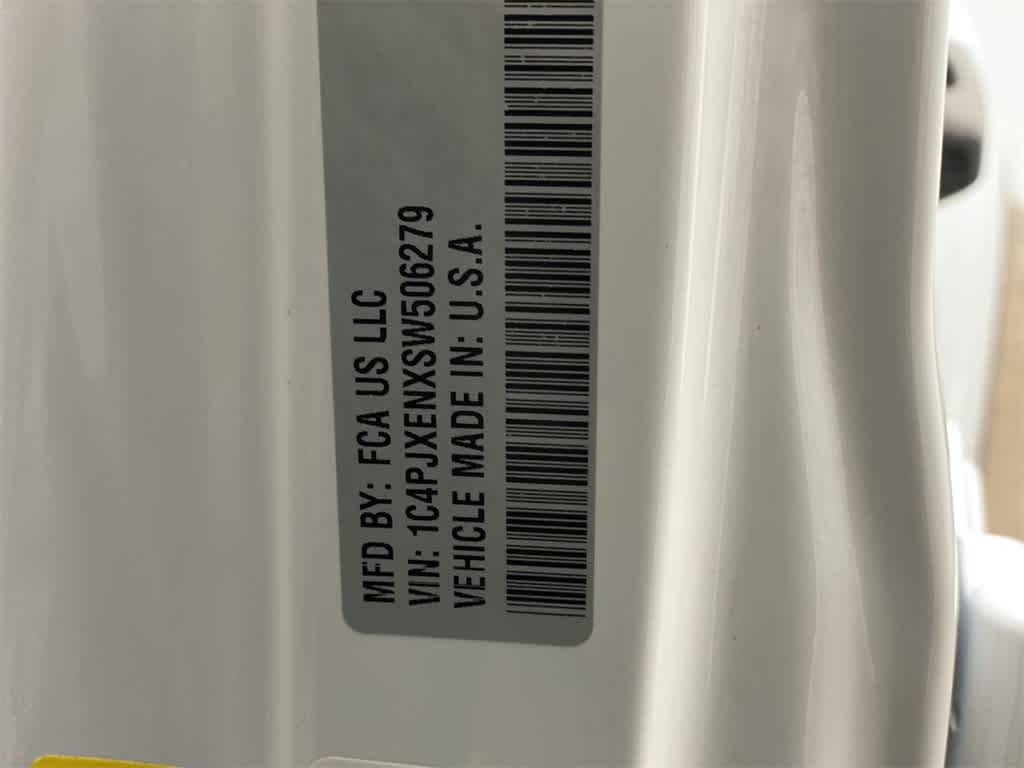 MFD BY: FCA US LLC
VIN: 1C4PJXENXSW506279
VEHICLE MADE IN: U.S.A.